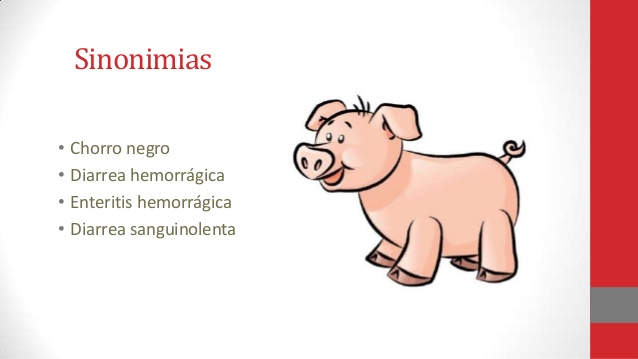 Sinonimias
• Chorro negro
• Diarrea hemorrágica
• Enteritis hemorrágica
• Diarrea sanguinolenta